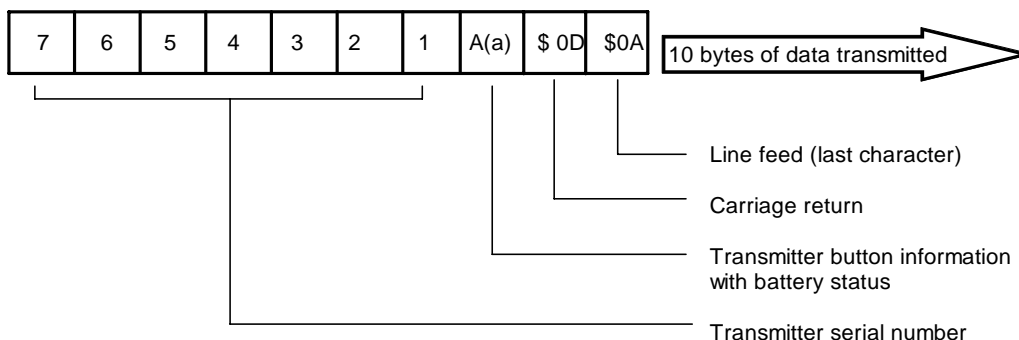 7 6 5 4 3 2 1 A(a) $ 0D $0A
10 bytes of data transmitted
Line feed (last character)
Carriage return
Transmitter button information
with battery status
Transmitter serial number